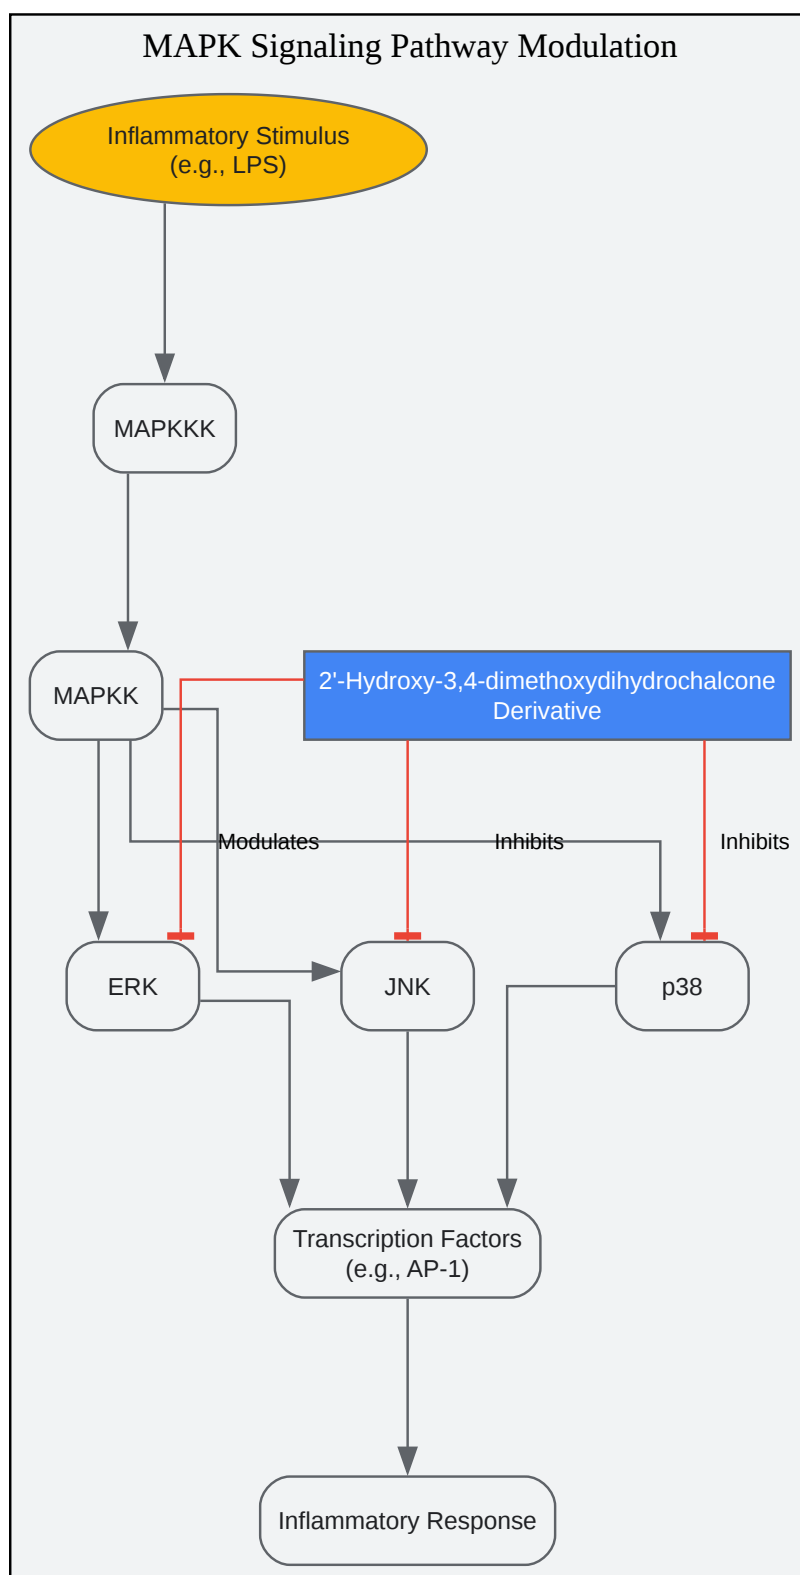 MAPK Signaling Pathway Modulation
Inflammatory Stimulus
(e.g., LPS)
MAPKKK
MAPKK
2'-Hydroxy-3,4-dimethoxydihydrochalcone
Derivative
Modulates
Inhibits
Inhibits
ERK
JNK
p38
Transcription Factors
(e.g., AP-1)
Inflammatory Response